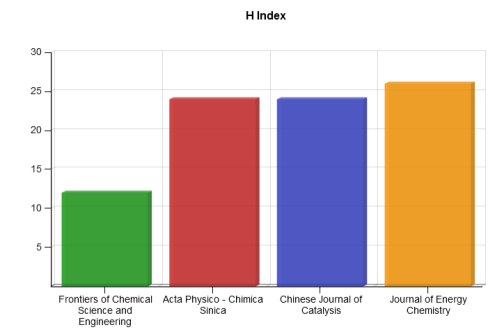 H Index
30
25
20
15
10
5
Frontiers of Chemical
Science and
Engineering
Acta Physico - Chimica
Sinica
Chinese Journal of
Catalysis
Journal of Energy
Chemistry